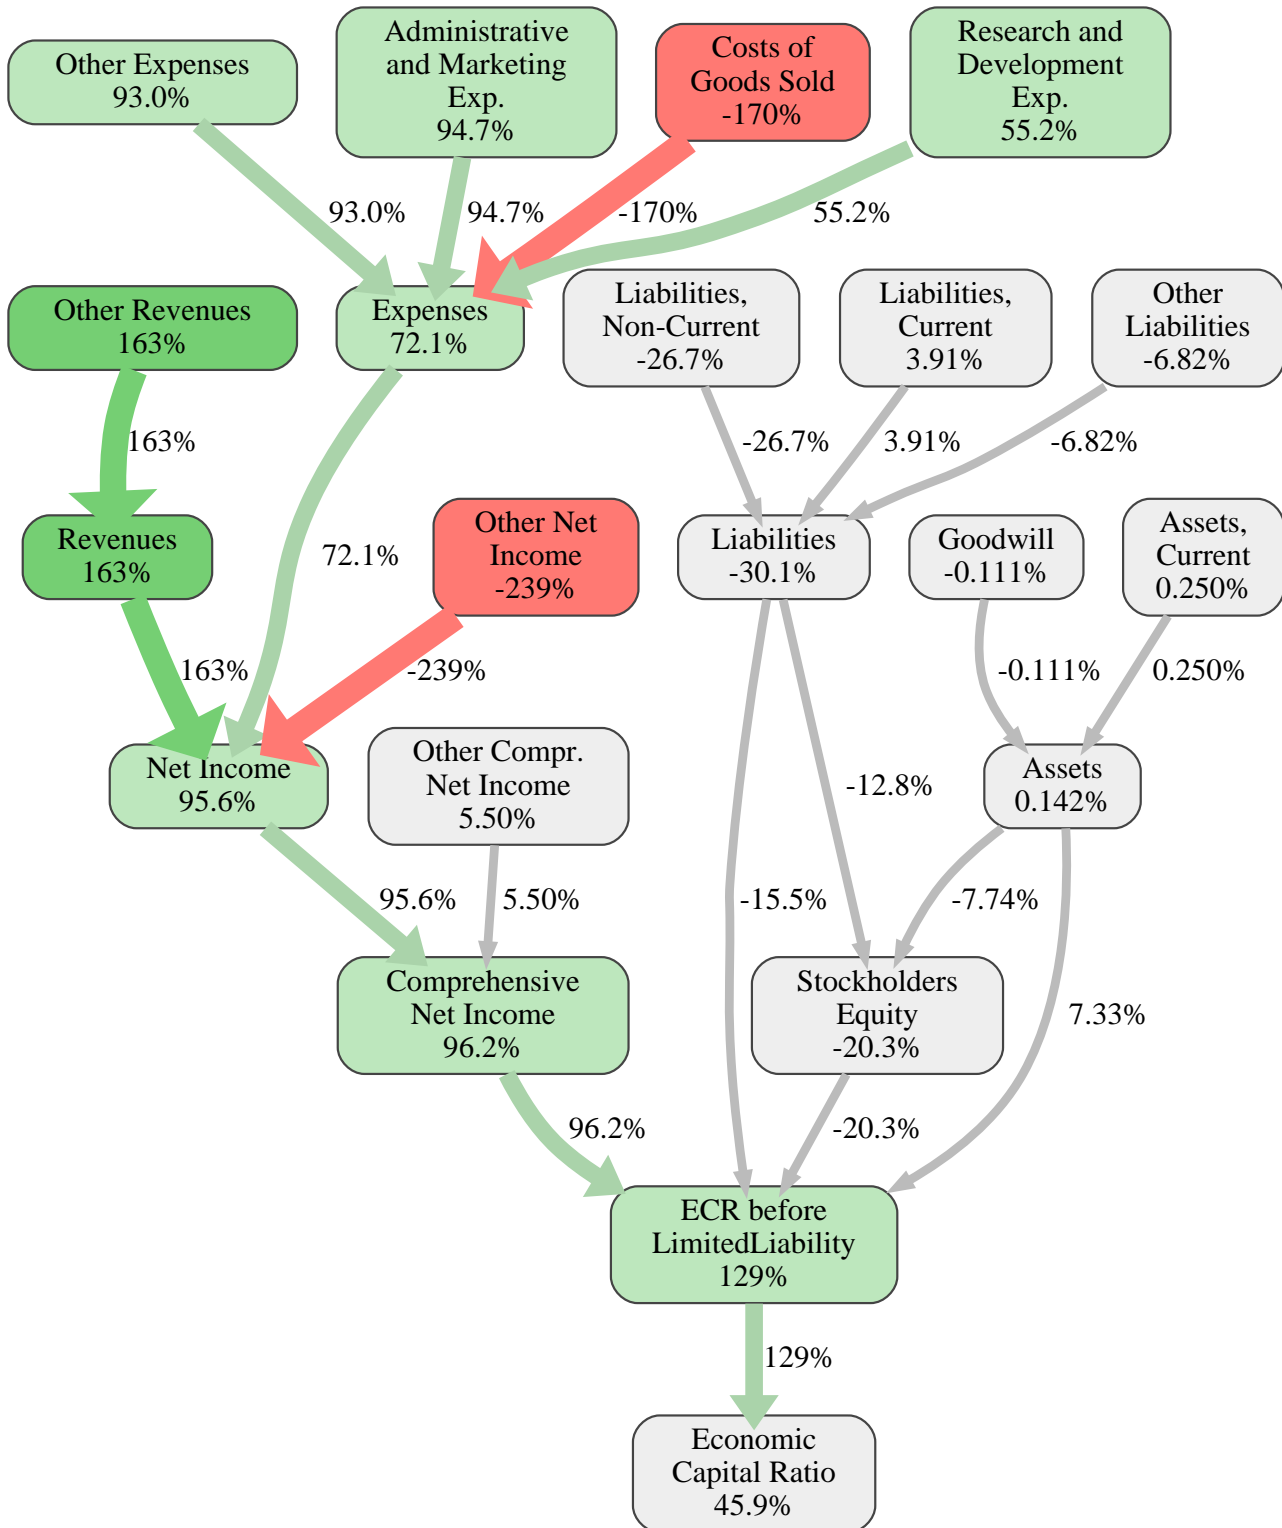 Other Expenses
93.0%
Administrative
and Marketing
Exp.
94.7%
Costs of
Goods Sold
-170%
Research and
Development
Exp.
55.2%
93.0%
94.7%
-170%
55.2%
Other Revenues
163%
Expenses
72.1%
Liabilities,
Non-Current
-26.7%
Liabilities,
Current
3.91%
Other
Liabilities
-6.82%
163%
-26.7%
3.91%
-6.82%
Revenues
163%
72.1%
Other Net
Income
-239%
Liabilities
-30.1%
Goodwill
-0.111%
Assets,
Current
0.250%
163%
-239%
-0.111%
0.250%
Net Income
95.6%
Other Compr.
Net Income
5.50%
-12.8%
Assets
0.142%
95.6%
5.50%
-15.5%
-7.74%
Comprehensive
Net Income
96.2%
Stockholders
Equity
-20.3%
7.33%
96.2%
-20.3%
ECR before
LimitedLiability
129%
129%
Economic
Capital Ratio
45.9%